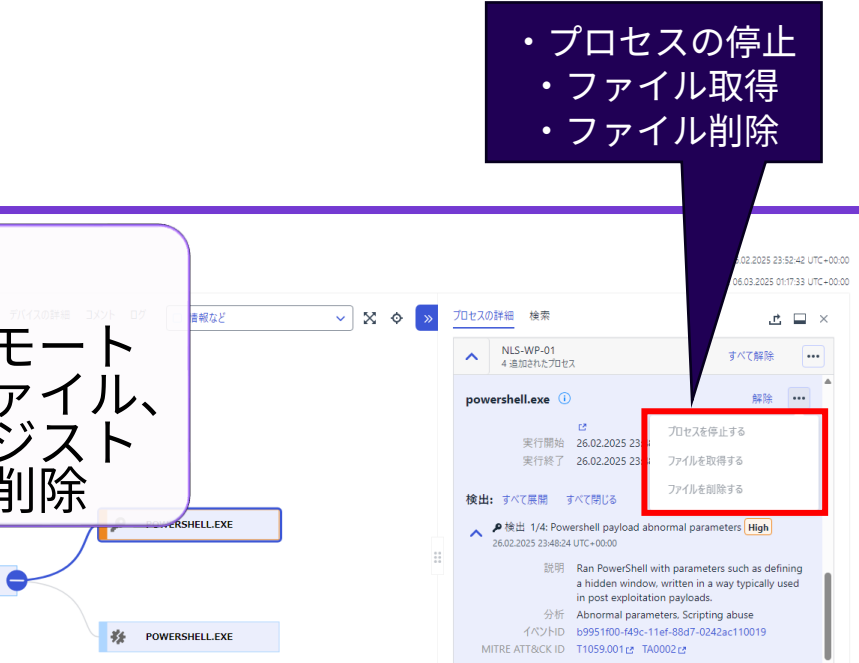 ・プロセスの停止
・ファイル取得
・ファイル削除
.02.2025 23:52:42 UTC+00:00
06.03.2025 01:17:33 UTC+00:00
デバイスの詳細 コメント ログ
情報など
プロセスの詳細 検索
モート
ァイル、
ジスト
削除
NLS-WP-01
4 追加されたプロセス
すべて解除
powershell.exe
解除
実行開始 26.02.2025 23:
実行終了 26.02.2025 23:
プロセスを停止する
ファイルを取得する
ファイルを削除する
検出: すべて展開 すべて閉じる
検出 1/4: Powershell payload abnormal parameters High
26.02.2025 23:48:24 UTC+00:00
説明 Ran PowerShell with parameters such as defining
a hidden window, written in a way typically used
in post exploitation payloads.
分析 Abnormal parameters, Scripting abuse
イベントID b9951f00-f49c-11ef-88d7-0242ac110019
MITRE ATT&CK ID T1059.001 TA0002
POWERSHELL.EXE
POWERSHELL.EXE